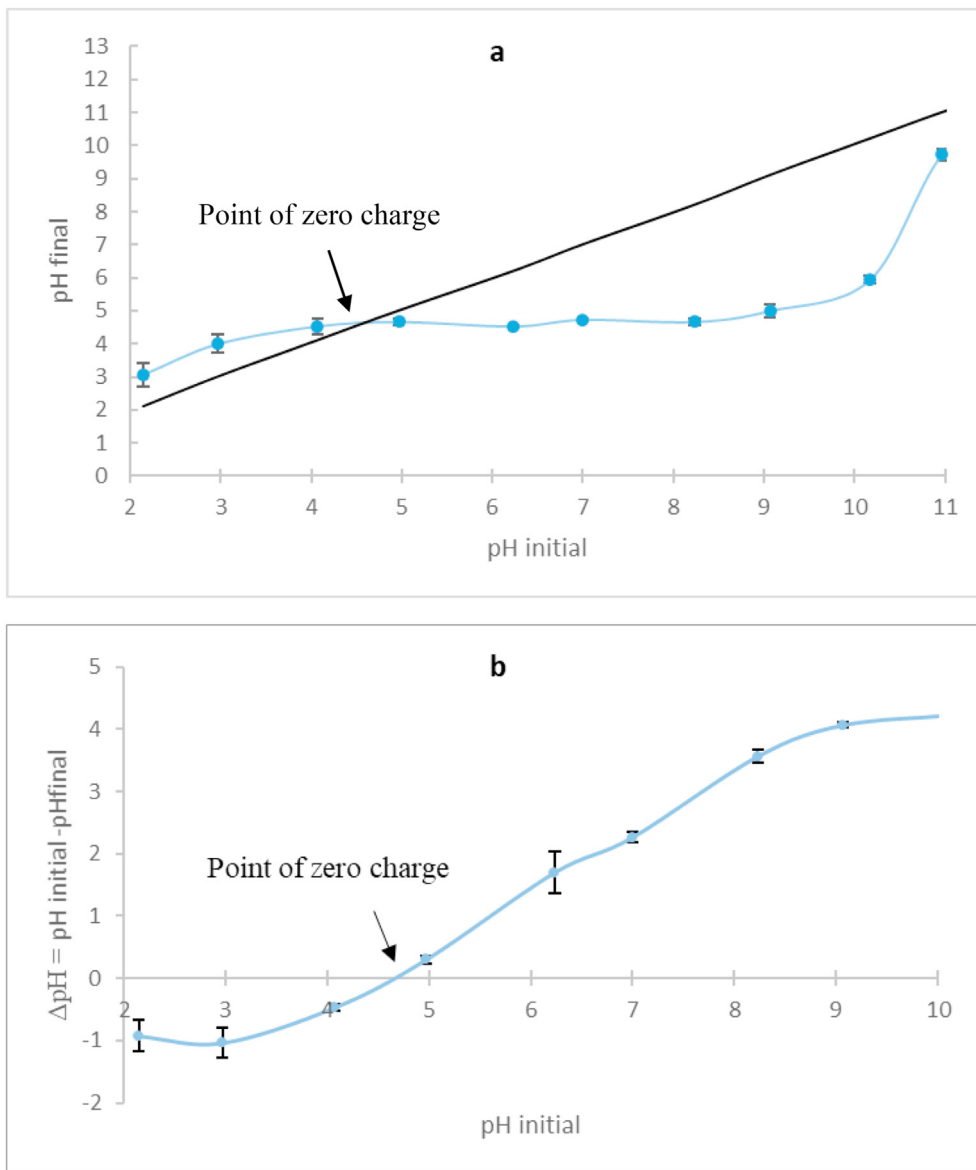 a
13
12
11
10
9
8
7
6
5
4
3
2
1
0
pH final
Point of zero charge
2 3 4 5 6 7 8 9 10 11
pH initial
b
5
4
3
2
1
0
-1
-2
ΔpH = pH initial -pHfinal
Point of zero charge
2 3 4 5 6 7 8 9 10
pH initial